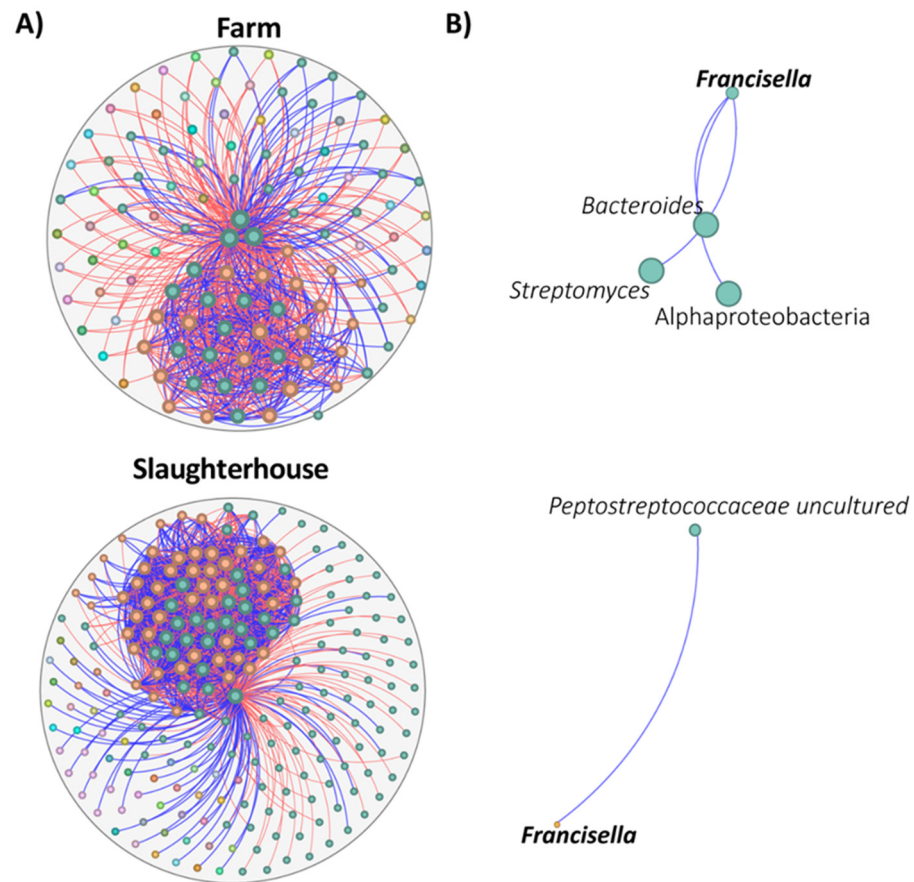 A)
Farm
B)
Francisella
Bacteroides
Streptomyces
Alphaproteobacteria
Slaughterhouse
Peptostreptococcaceae uncultured
Francisella